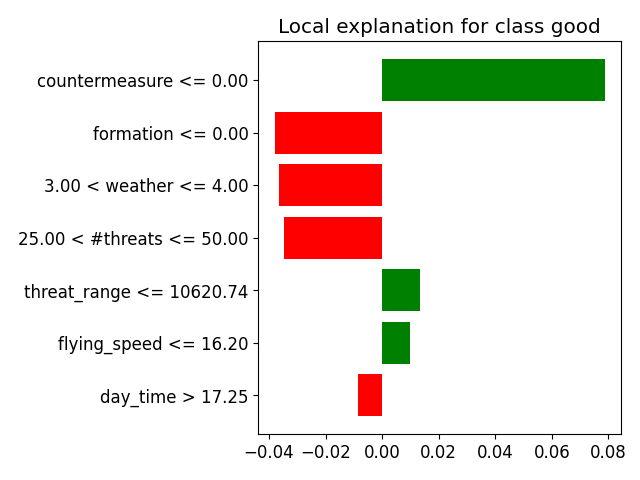 Local explanation for class good
countermeasure <= 0.00
formation <= 0.00
3.00 < weather <= 4.00
25.00 < #threats <= 50.00
threat_range <= 10620.74
flying_speed <= 16.20
day_time > 17.25
−0.04 −0.02 0.00 0.02 0.04 0.06 0.08